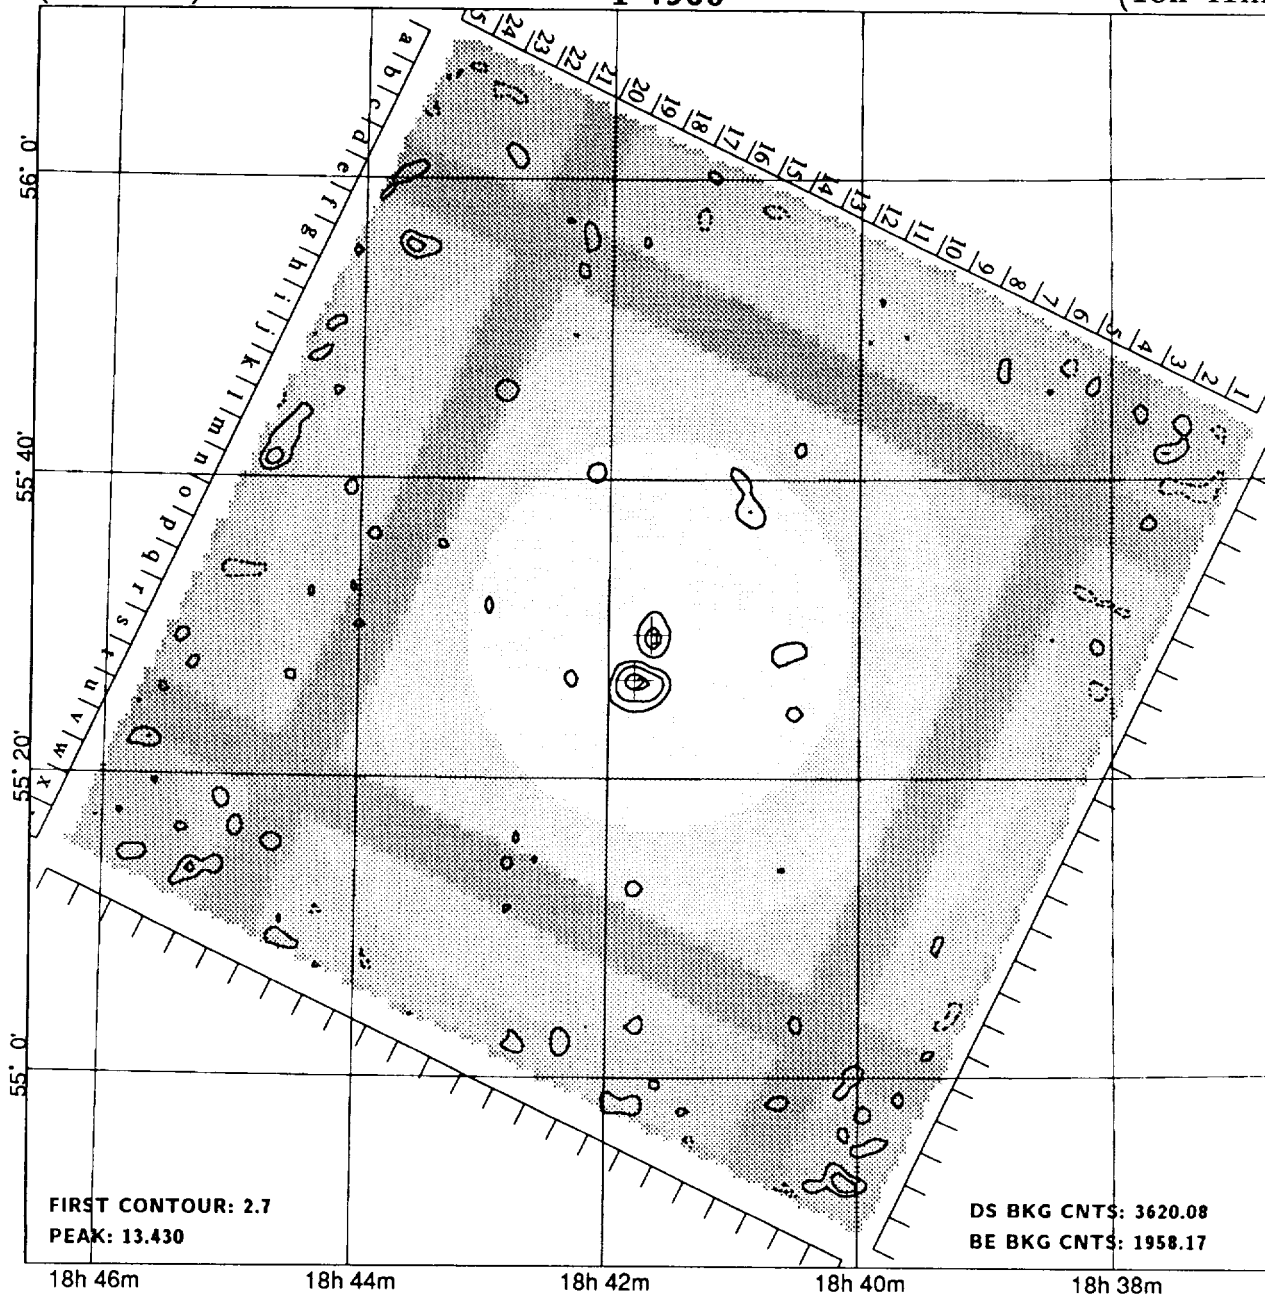 25 24 23 22 21 20 19 18 17 16 15 14 13 12 11 10 9 8 7 6 5 4 3 2 1
a b c d e f g h i j k l m n o p q r s t u v w x
56° 0'
55° 40'
55° 20'
55° 0'
FIRST CONTOUR: 2.7
PEAK: 13.430
DS BKG CNTS: 3620.08
BE BKG CNTS: 1958.17
18h 46m 18h 44m 18h 42m 18h 40m 18h 38m